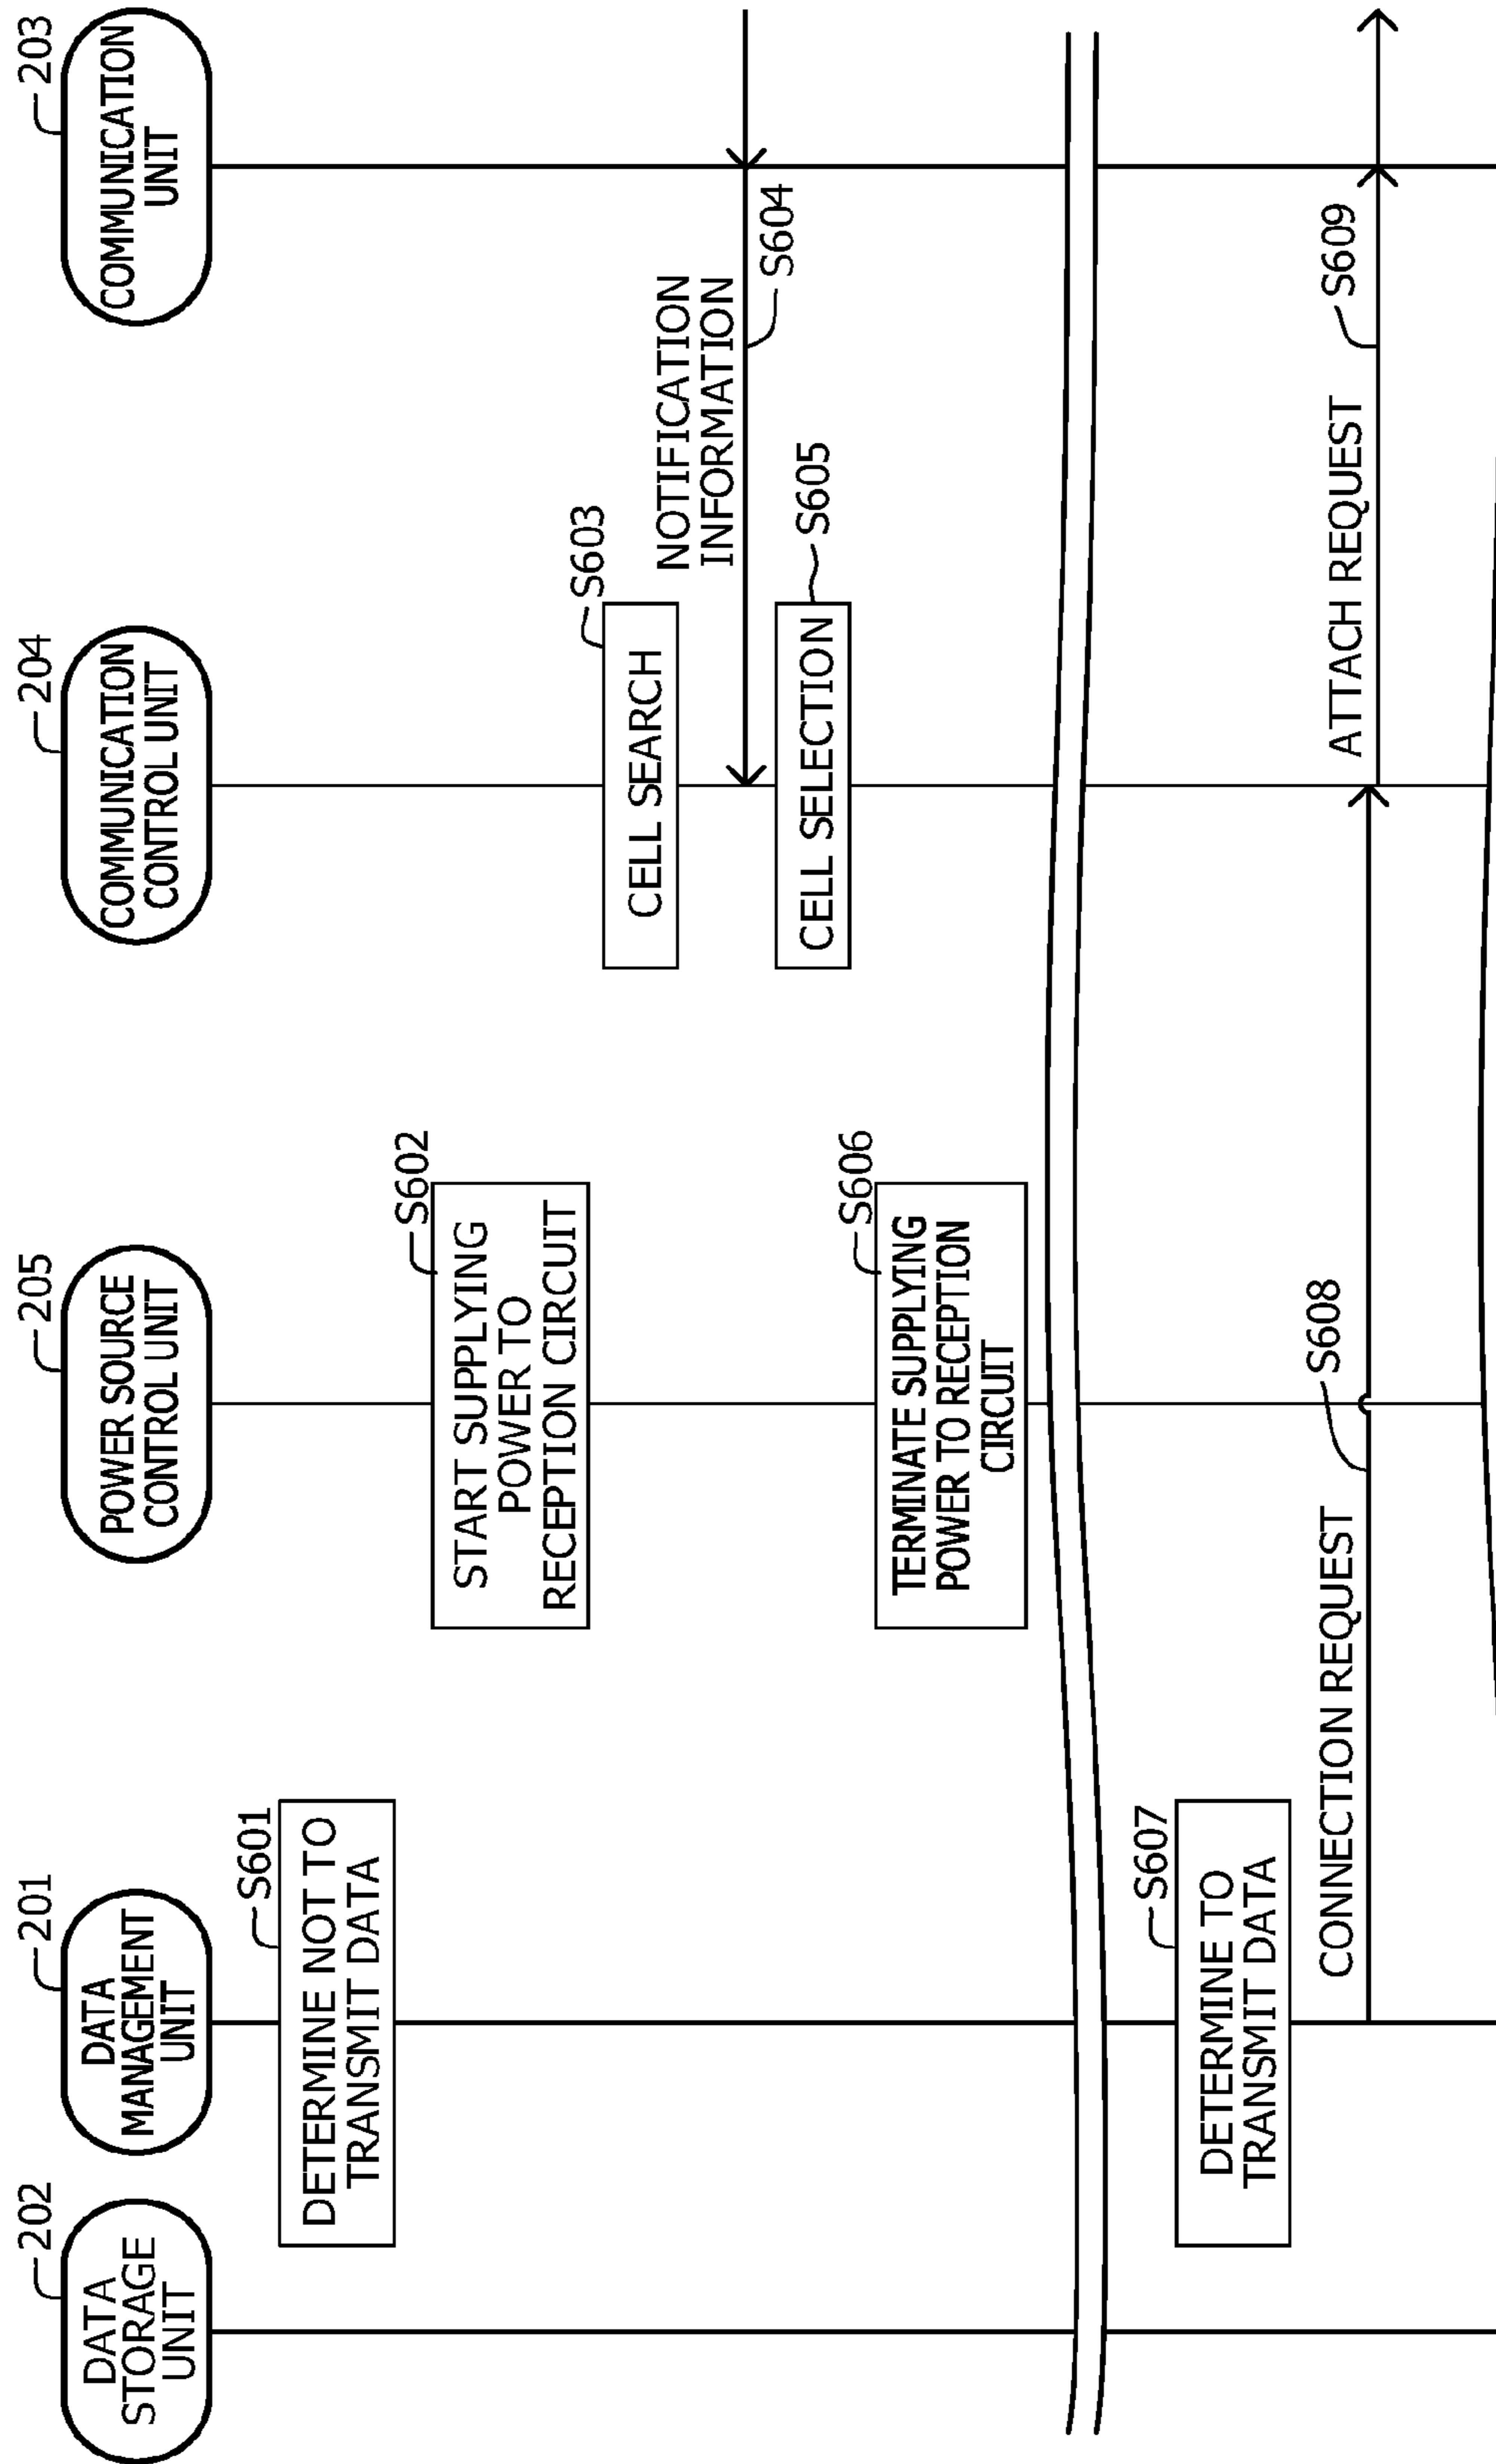 202
DATA
STORAGE
UNIT
201
DATA
MANAGEMENT
UNIT
205
POWER SOURCE
CONTROL UNIT
204
COMMUNICATION
CONTROL UNIT
203
COMMUNICATION
UNIT
S601
DETERMINE NOT TO
TRANSMIT DATA
S602
START SUPPLYING
POWER TO
RECEPTION CIRCUIT
S603
CELL SEARCH
NOTIFICATION
INFORMATION
S604
S605
CELL SELECTION
S606
TERMINATE SUPPLYING
POWER TO RECEPTION
CIRCUIT
S607
DETERMINE TO
TRANSMIT DATA
CONNECTION REQUEST
S608
ATTACH REQUEST
S609